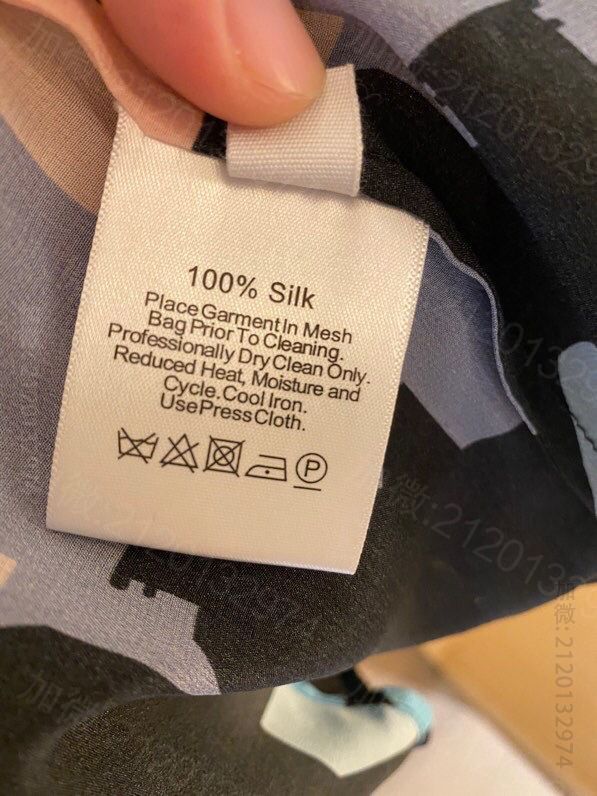 100% Silk
Place Garment In Mesh
Bag Prior To Cleaning.
Professionally Dry Clean Only.
Reduced Heat, Moisture and
Cycle. Cool Iron.
Use Press Cloth.
P
加微: 2120132974